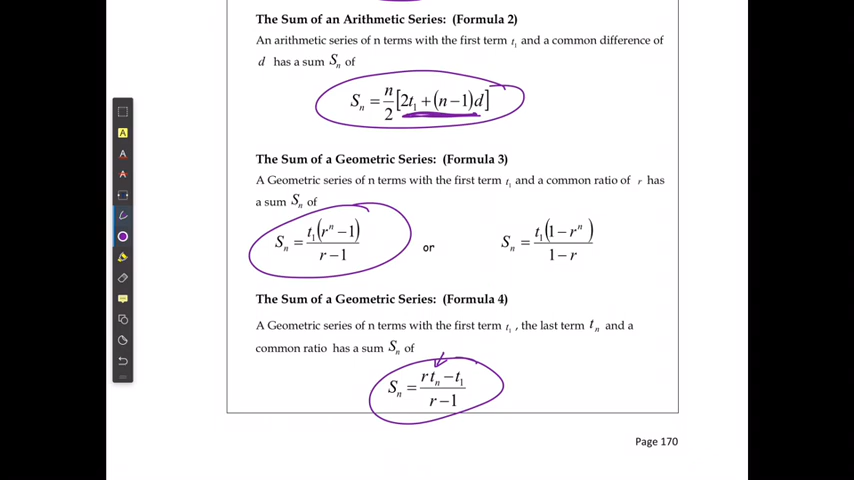 The Sum of an Arithmetic Series: (Formula 2)
An arithmetic series of n terms with the first term t₁ and a common difference of
d has a sum Sₙ of
Sₙ = n/2 [2t₁ + (n − 1)d]
The Sum of a Geometric Series: (Formula 3)
A Geometric series of n terms with the first term t₁ and a common ratio of r has
a sum Sₙ of
Sₙ = t₁(rⁿ − 1) / r − 1 or Sₙ = t₁(1 − rⁿ) / 1 − r
The Sum of a Geometric Series: (Formula 4)
A Geometric series of n terms with the first term t₁, the last term tₙ and a
common ratio has a sum Sₙ of
Sₙ = r tₙ − t₁ / r − 1
Page 170
A
A
A